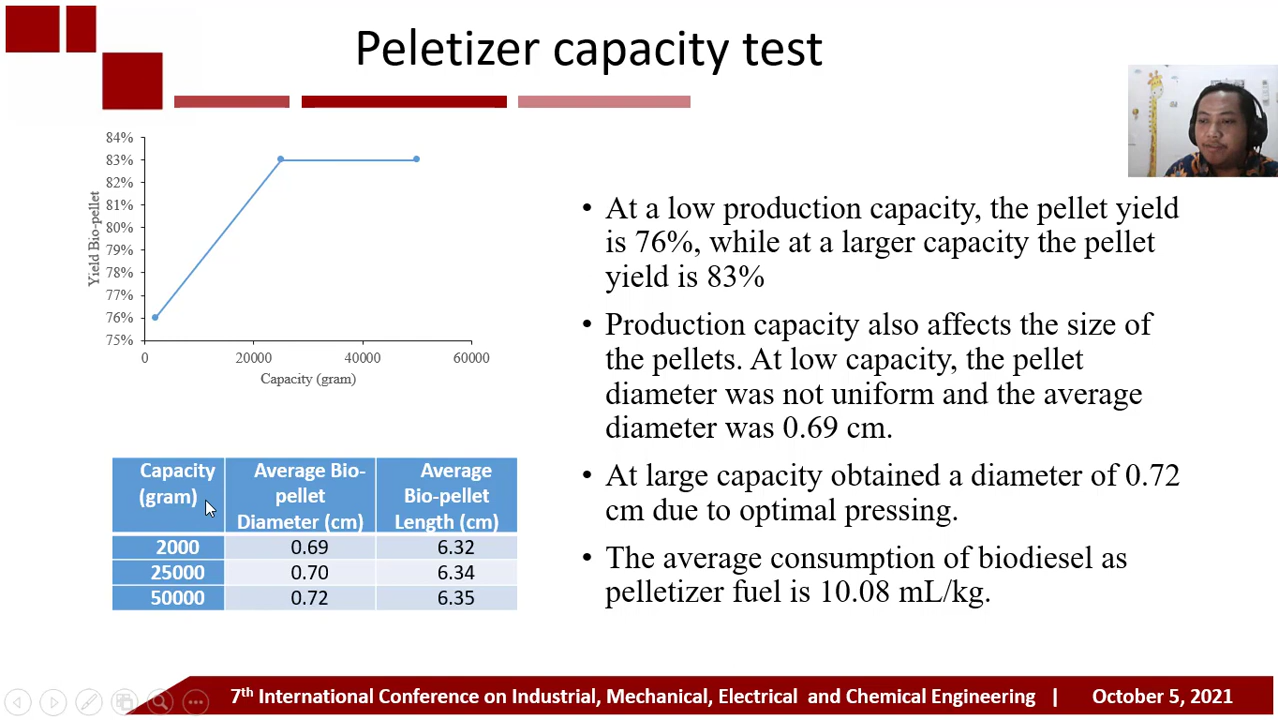 Peletizer capacity test
84%
83%
82%
81%
80%
79%
78%
77%
76%
75%
Yield Bio-pellet
0
20000
40000
60000
Capacity (gram)
• At a low production capacity, the pellet yield
is 76%, while at a larger capacity the pellet
yield is 83%
• Production capacity also affects the size of
the pellets. At low capacity, the pellet
diameter was not uniform and the average
diameter was 0.69 cm.
• At large capacity obtained a diameter of 0.72
cm due to optimal pressing.
• The average consumption of biodiesel as
pelletizer fuel is 10.08 mL/kg.
Capacity
(gram)
Average Bio-
pellet
Diameter (cm)
Average
Bio-pellet
Length (cm)
2000 0.69 6.32
25000 0.70 6.34
50000 0.72 6.35
7th International Conference on Industrial, Mechanical, Electrical and Chemical Engineering | October 5, 2021